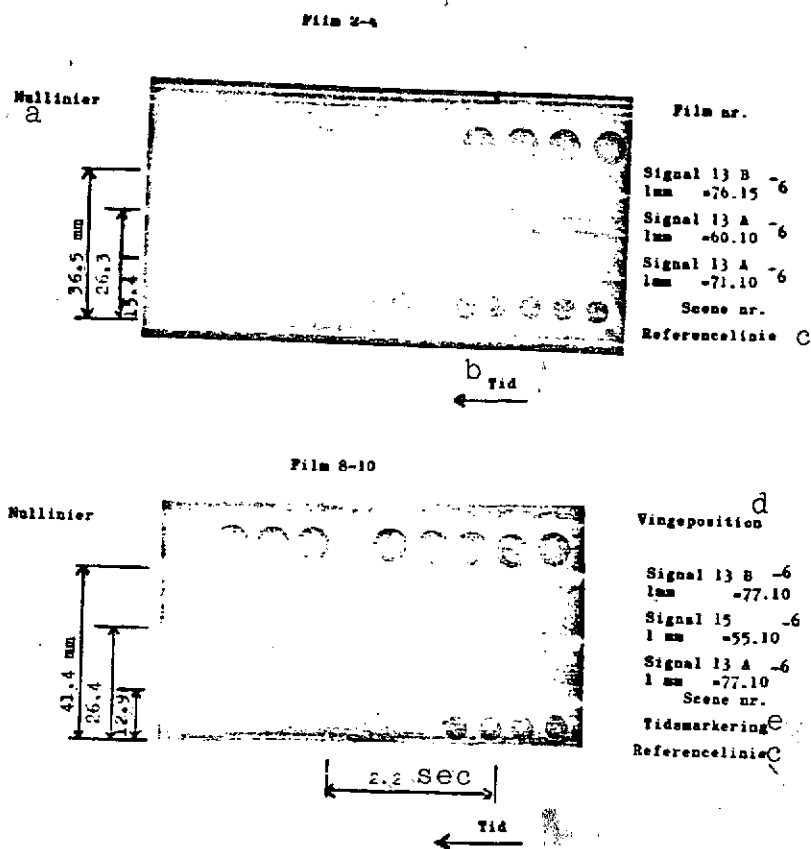 Film 2-4
Nullinier
a
Film nr.
Signal 13 B
1mm =76.15 -6
Signal 13 A
1mm =60.10 -6
Signal 13 A
1mm =71.10 -6
Scene nr.
Referencelinie c
36.5 mm
26.3
b
Tid
Film 8-10
Nullinier
d
Vingeposition
Signal 13 B -6
1mm =77.10
Signal 15 -6
1 mm =55.10
Signal 13 A -6
1 mm =77.10
Scene nr.
Tidsmarkering e
Referencelinie c
41.4 mm
26.4
12.9
2.2 sec
Tid